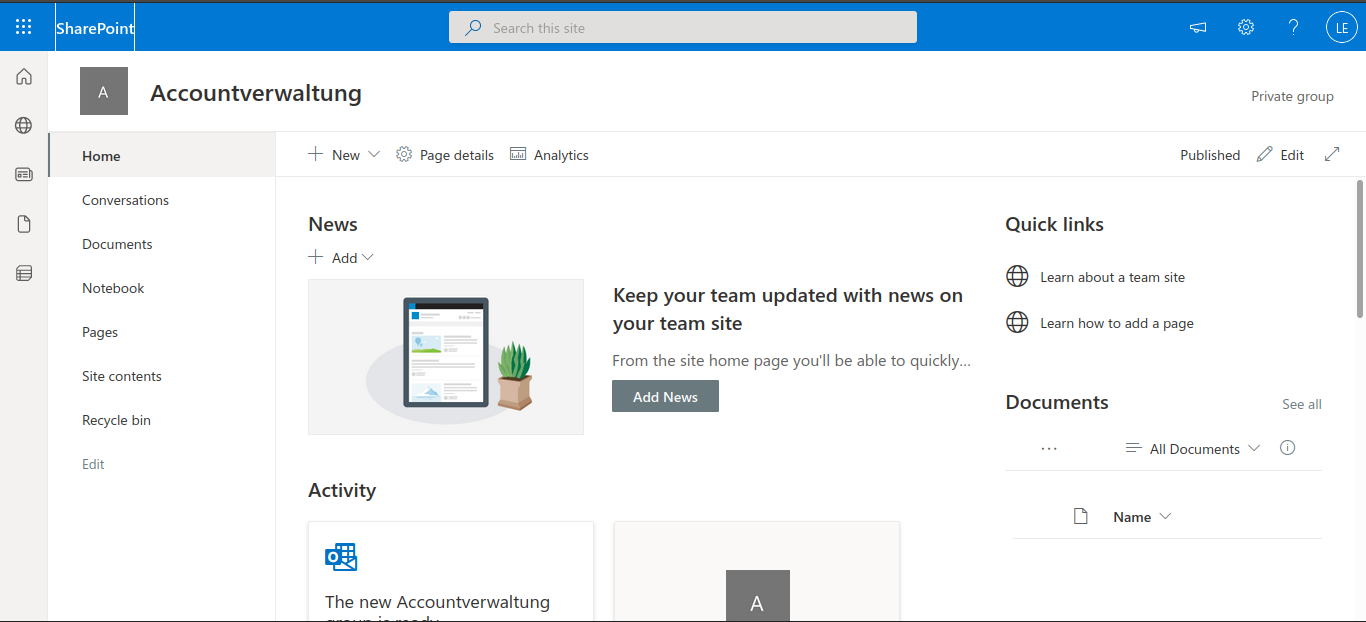 SharePoint
Search this site
LE
A
Accountverwaltung
Private group
Home
Conversations
Documents
Notebook
Pages
Site contents
Recycle bin
Edit
New
Page details
Analytics
Published
Edit
News
Add
Keep your team updated with news on
your team site
From the site home page you'll be able to quickly...
Add News
Activity
The new Accountverwaltung
group is ready
A
Quick links
Learn about a team site
Learn how to add a page
Documents
See all
All Documents
Name